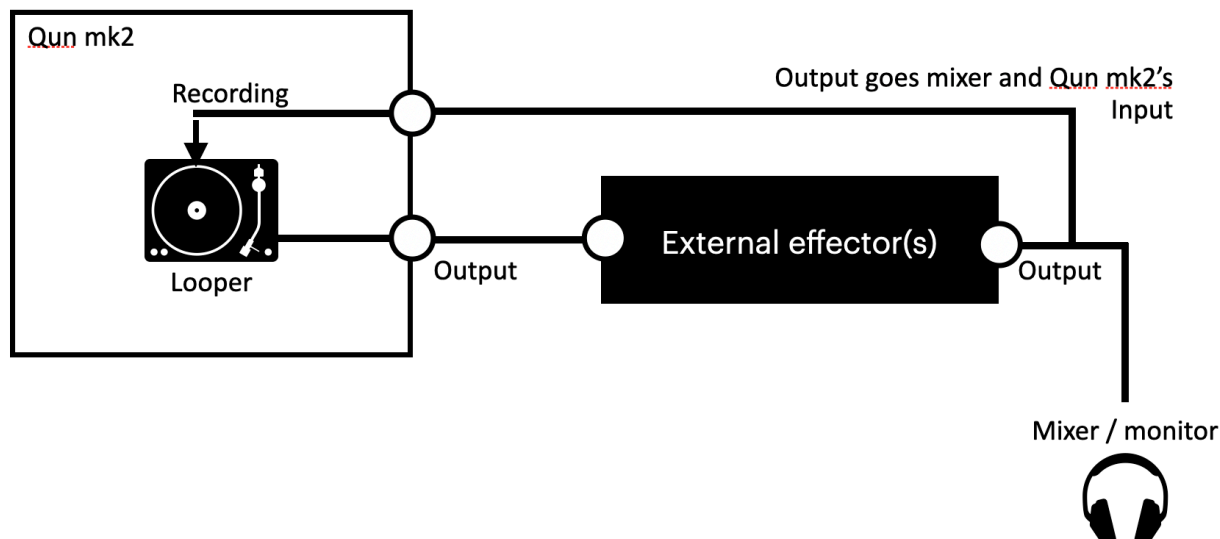 Qun mk2
Recording
Output goes mixer and Qun mk2’s
Input
External effector(s)
Output
Output
Looper
Mixer / monitor